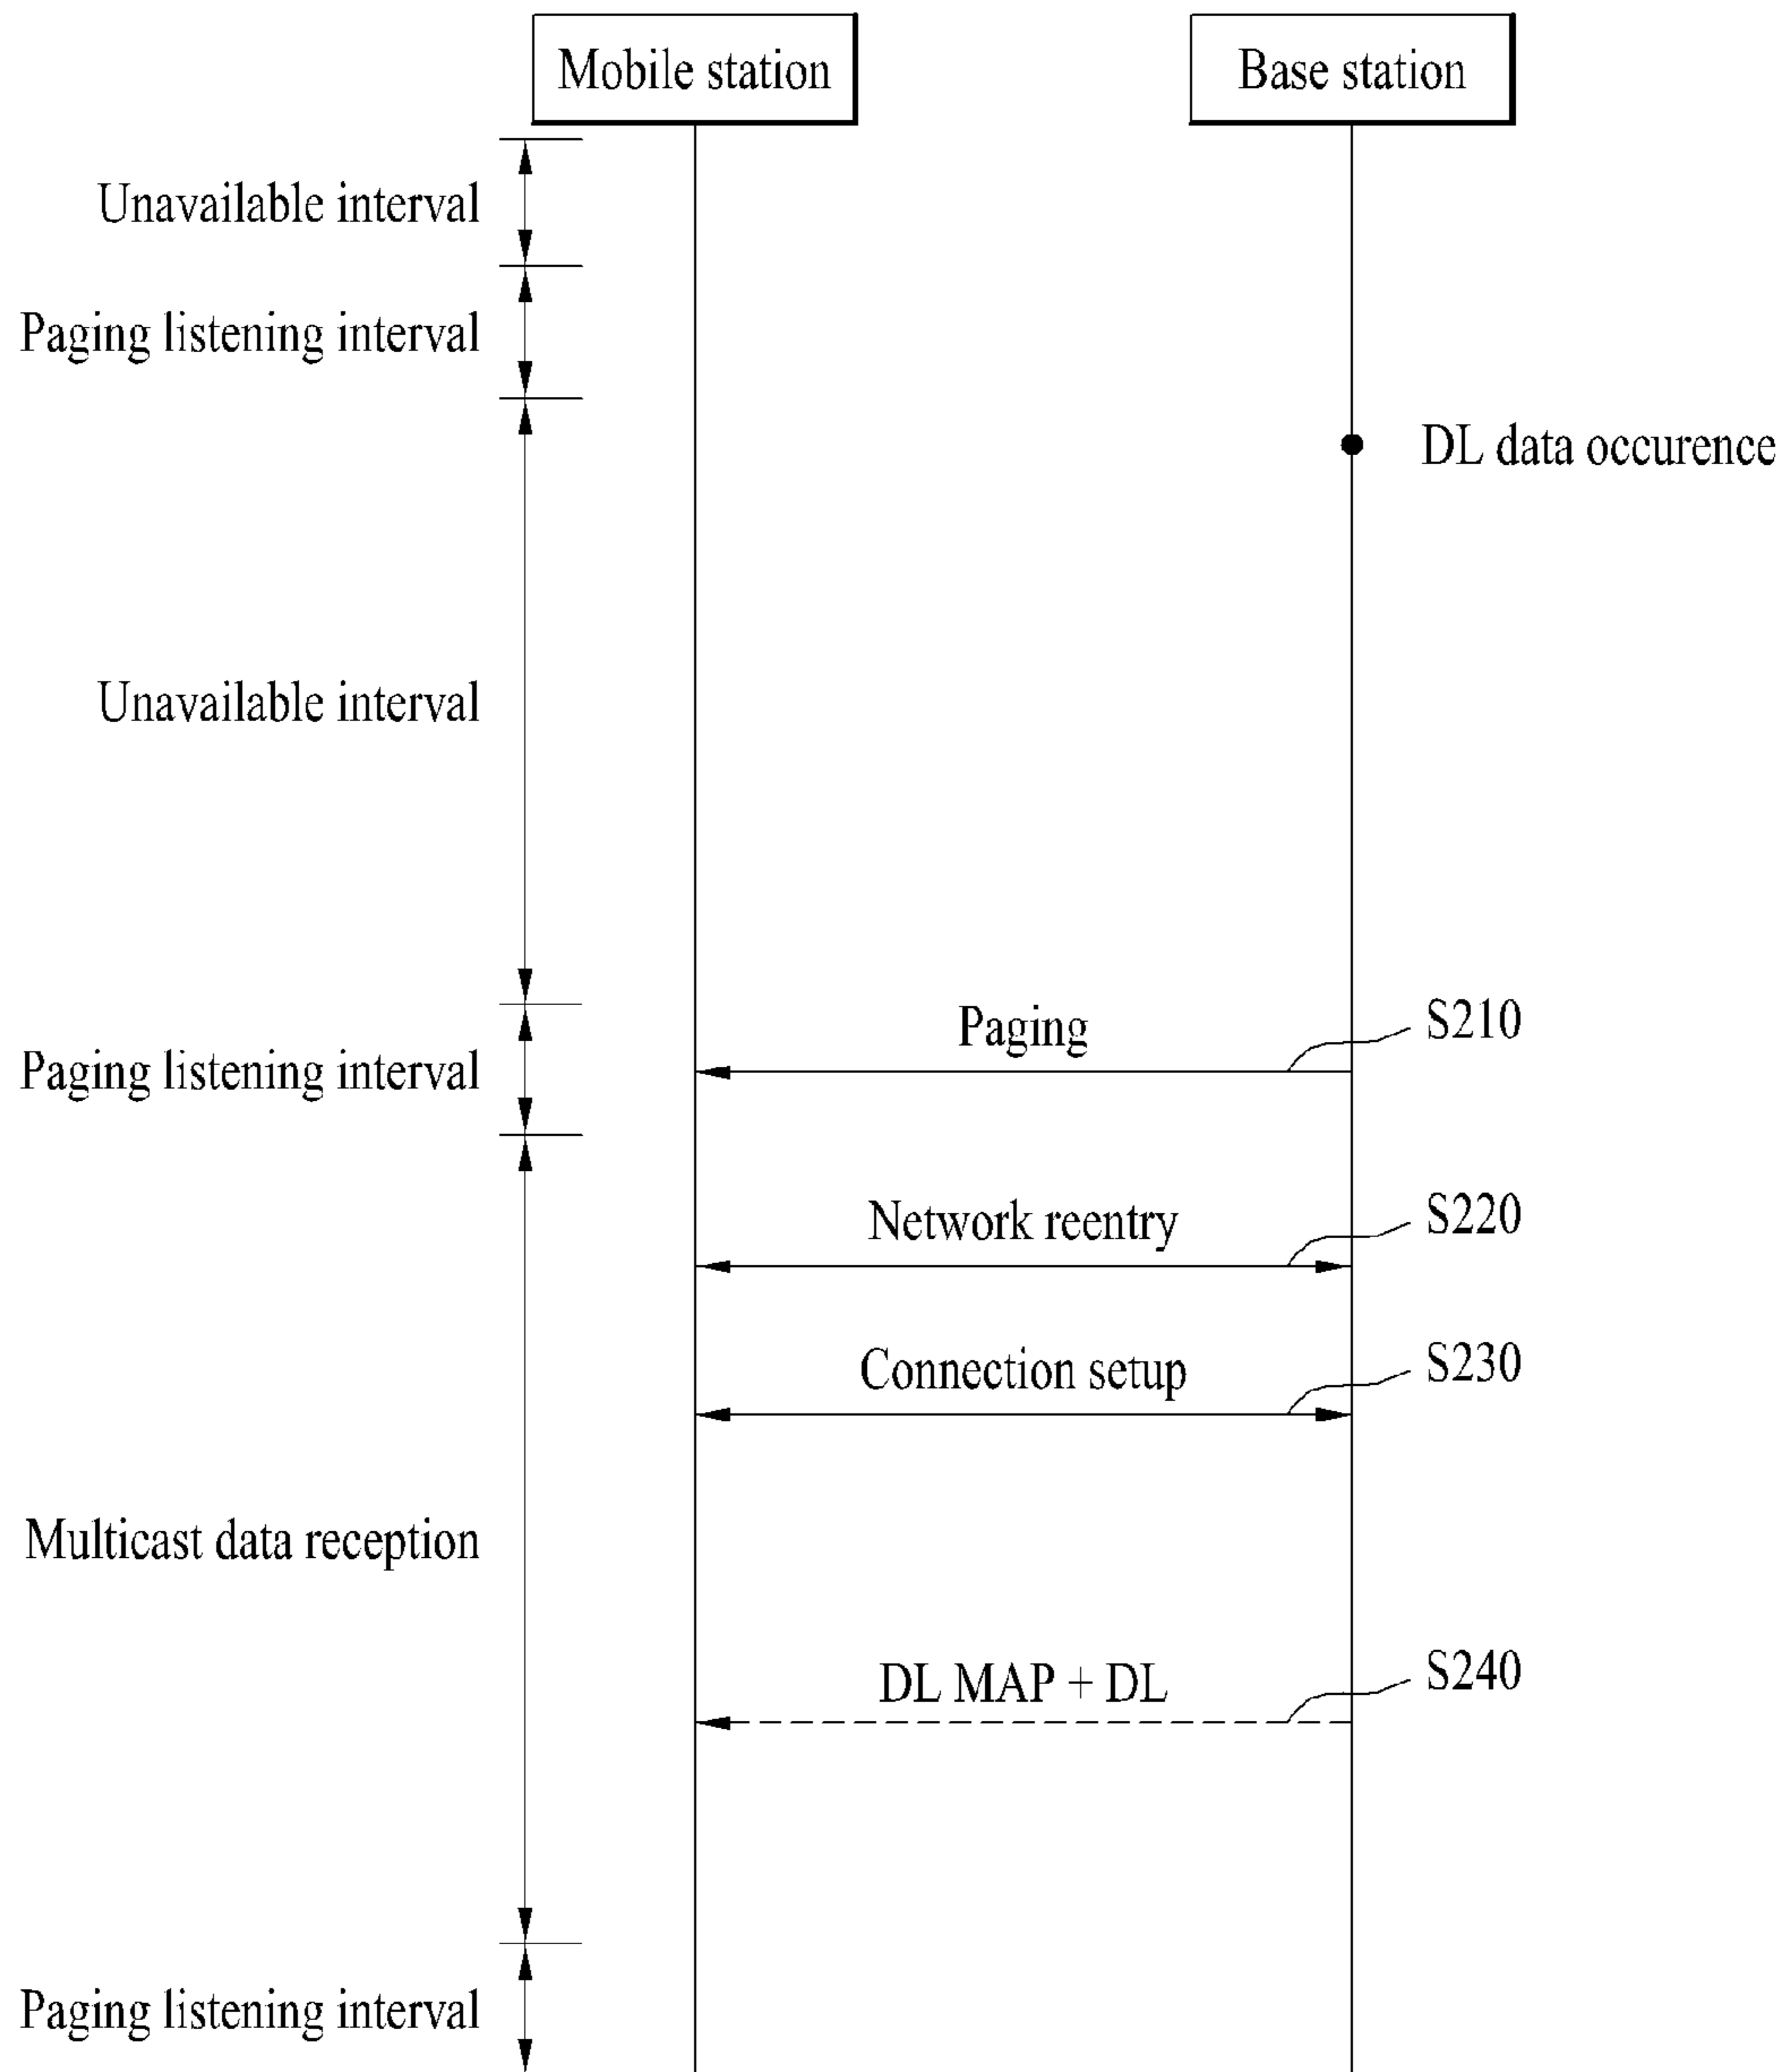 Mobile station
Base station
Unavailable interval
Paging listening interval
DL data occurence
Unavailable interval
Paging
S210
Paging listening interval
Network reentry
S220
Connection setup
S230
Multicast data reception
DL MAP + DL
S240
Paging listening interval